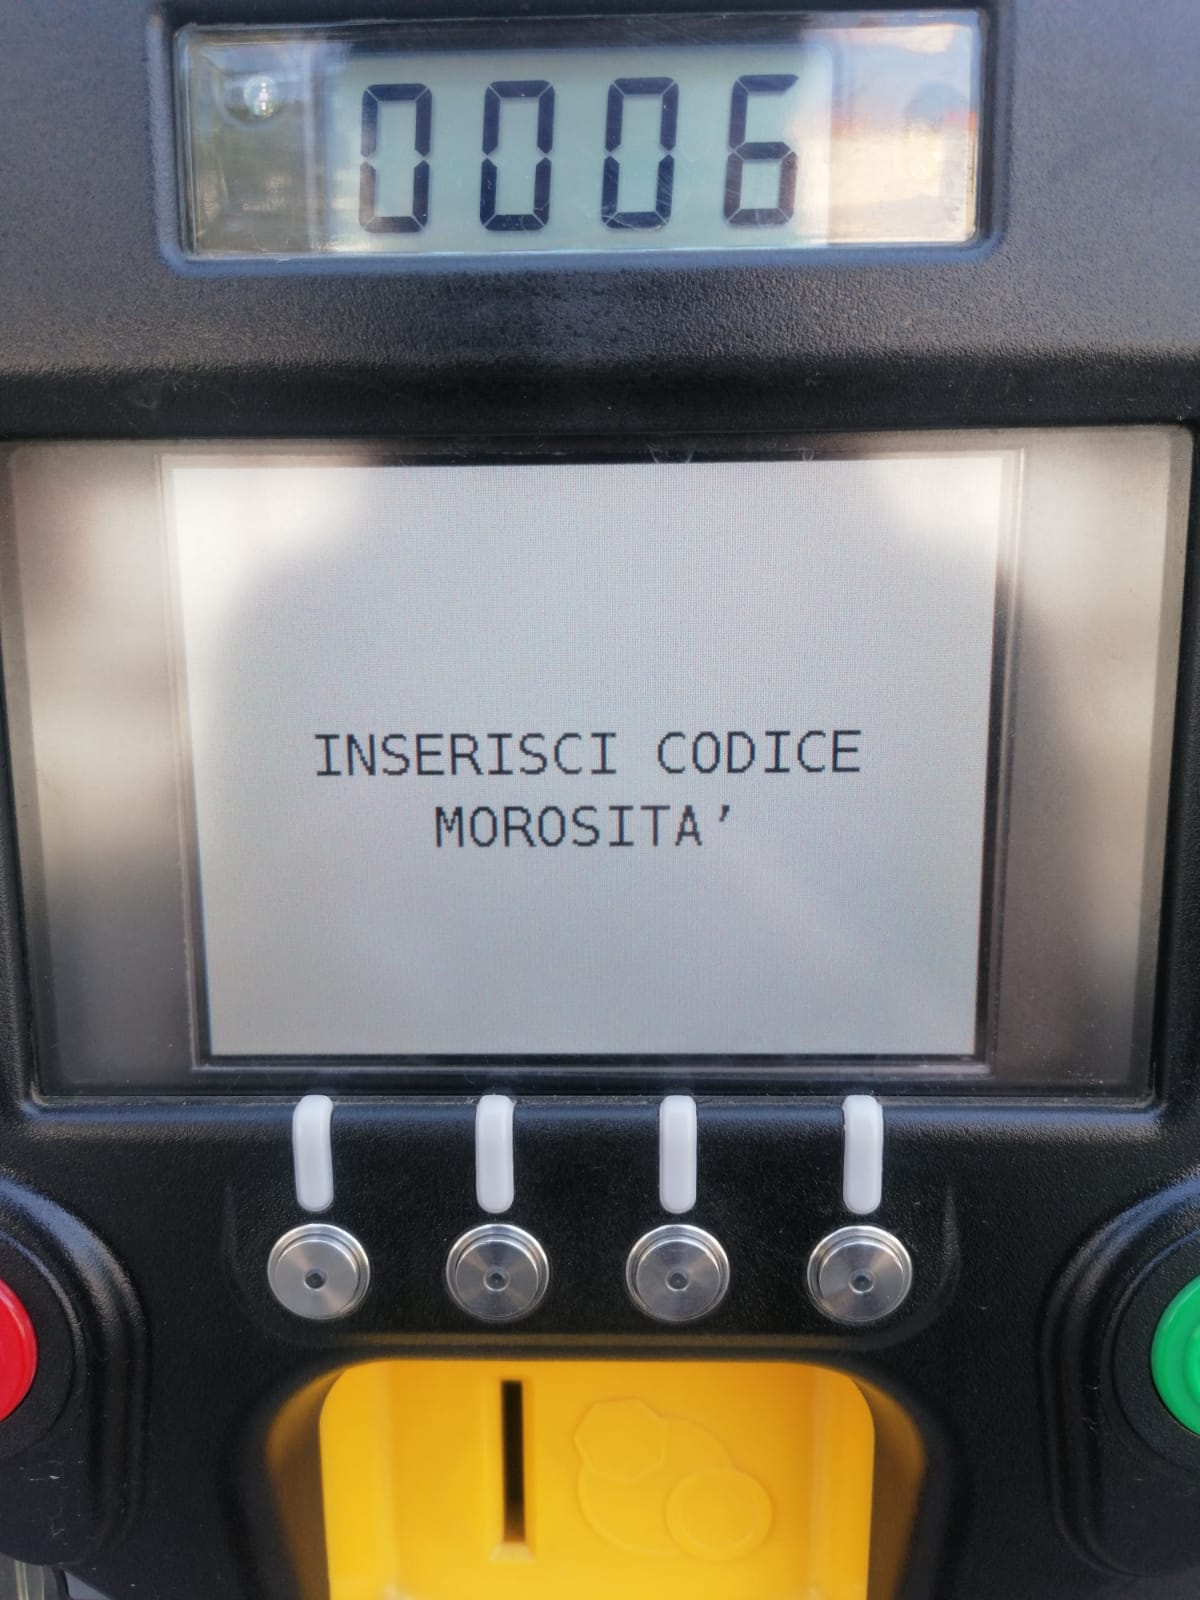 0006
INSERISCI CODICE
MOROSITA'